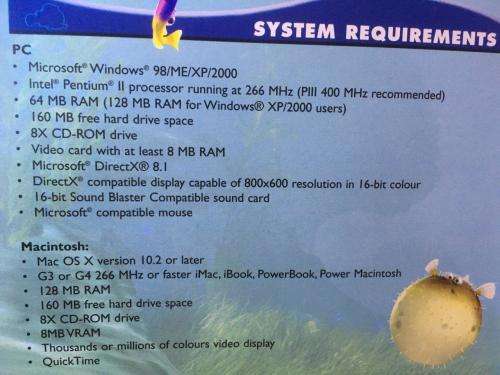 SYSTEM REQUIREMENTS
PC
• Microsoft® Windows® 98/ME/XP/2000
• Intel® Pentium® II processor running at 266 MHz (PIII 400 MHz recommended)
• 64 MB RAM (128 MB RAM for Windows® XP/2000 users)
• 160 MB free hard drive space
• 8X CD-ROM drive
• Video card with at least 8 MB RAM
• Microsoft® DirectX® 8.1
• DirectX® compatible display capable of 800x600 resolution in 16-bit colour
• 16-bit Sound Blaster Compatible sound card
• Microsoft® compatible mouse
Macintosh:
• Mac OS X version 10.2 or later
• G3 or G4 266 MHz or faster iMac, iBook, PowerBook, Power Macintosh
• 128 MB RAM
• 160 MB free hard drive space
• 8X CD-ROM drive
• 8MB VRAM
• Thousands or millions of colours video display
• QuickTime